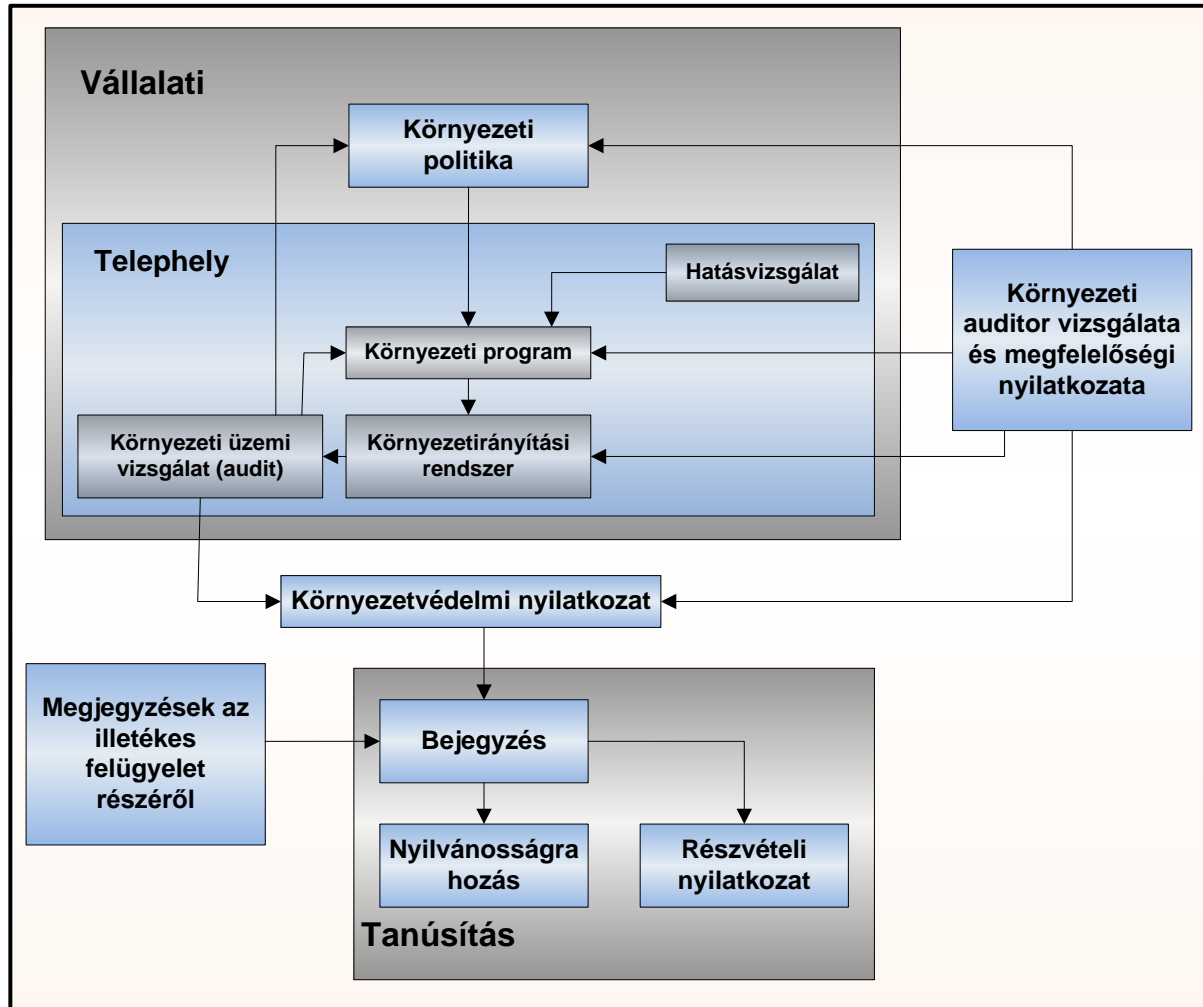 Vállalati
Környezeti
politika
Telephely
Hatásvizsgálat
Környezeti program
Környezeti üzemi
vizsgálat (audit)
Környezetirányítási
rendszer
Környezeti
auditor vizsgálata
és megfelelőségi
nyilatkozata
Környezetvédelmi nyilatkozat
Megjegyzések az
illetékes
felügyelet
részéről
Bejegyzés
Nyilvánosságra
hozás
Részvételi
nyilatkozat
Tanúsítás